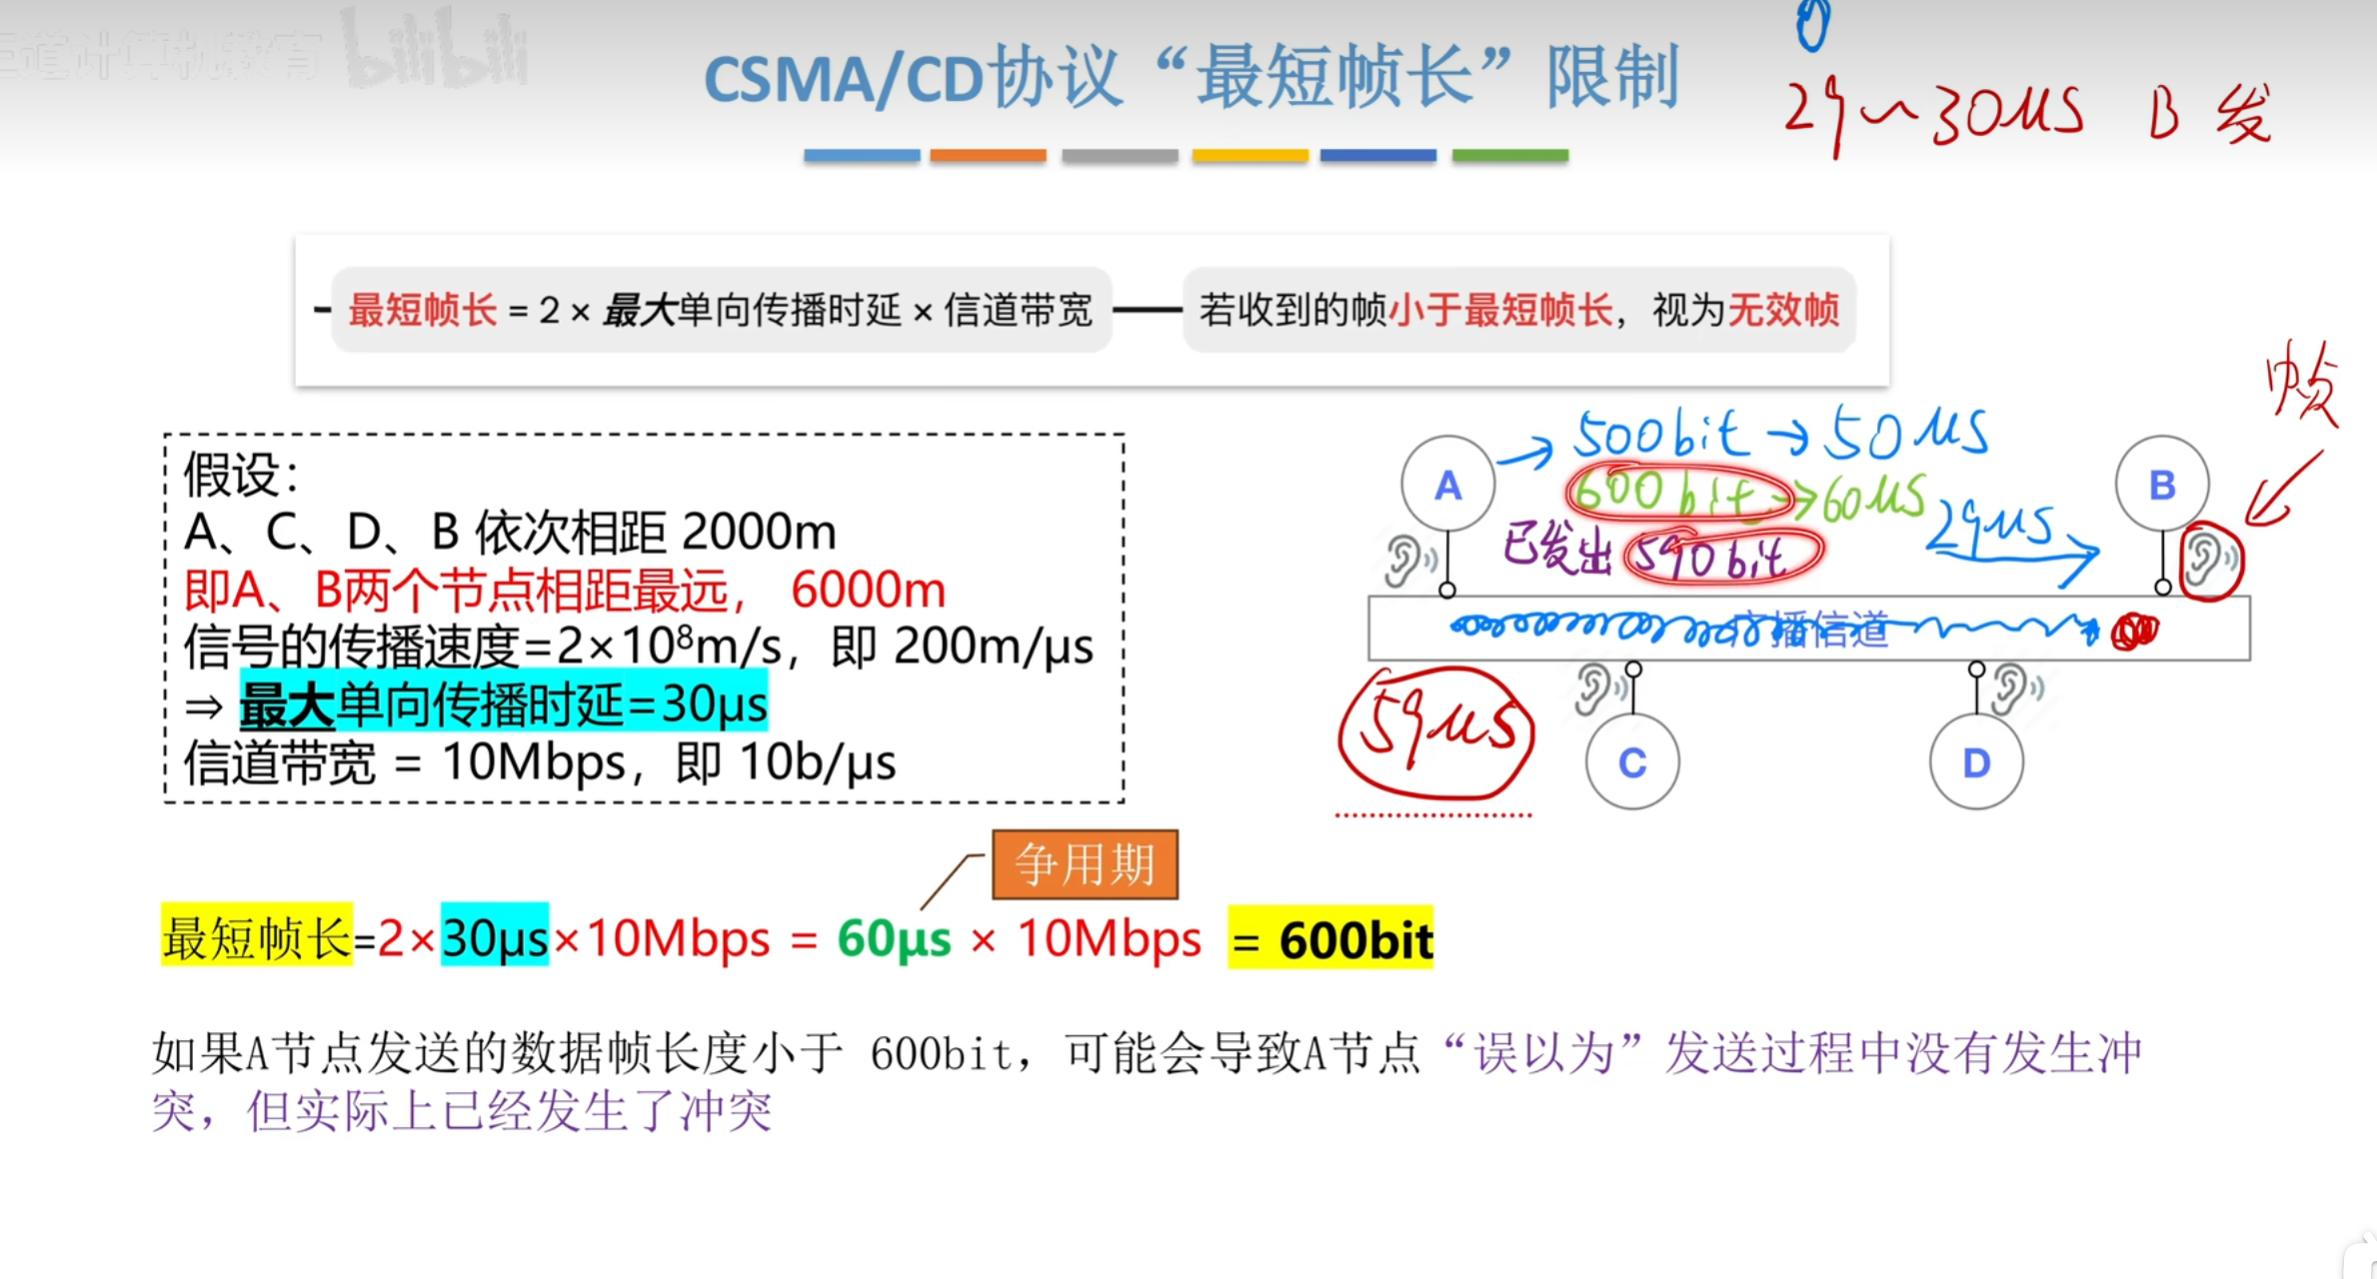 王道计算机教育 bilibili
CSMA/CD协议“最短帧长”限制
0
29~30μs B 发
最短帧长 = 2 × 最大单向传播时延 × 信道带宽
若收到的帧小于最短帧长，视为无效帧
帧
假设：
A、C、D、B 依次相距 2000m
即A、B两个节点相距最远， 6000m
信号的传播速度=2×10⁸m/s，即 200m/μs
⇒ 最大单向传播时延=30μs
信道带宽 = 10Mbps，即 10b/μs
A
→ 500bit → 50μs
600bit → 60μs
已发出 590bit
29μs
B
广播信道
59μs
C
D
争用期
最短帧长=2×30μs×10Mbps = 60μs × 10Mbps = 600bit
如果A节点发送的数据帧长度小于 600bit，可能会导致A节点“误以为”发送过程中没有发生冲
突，但实际上已经发生了冲突